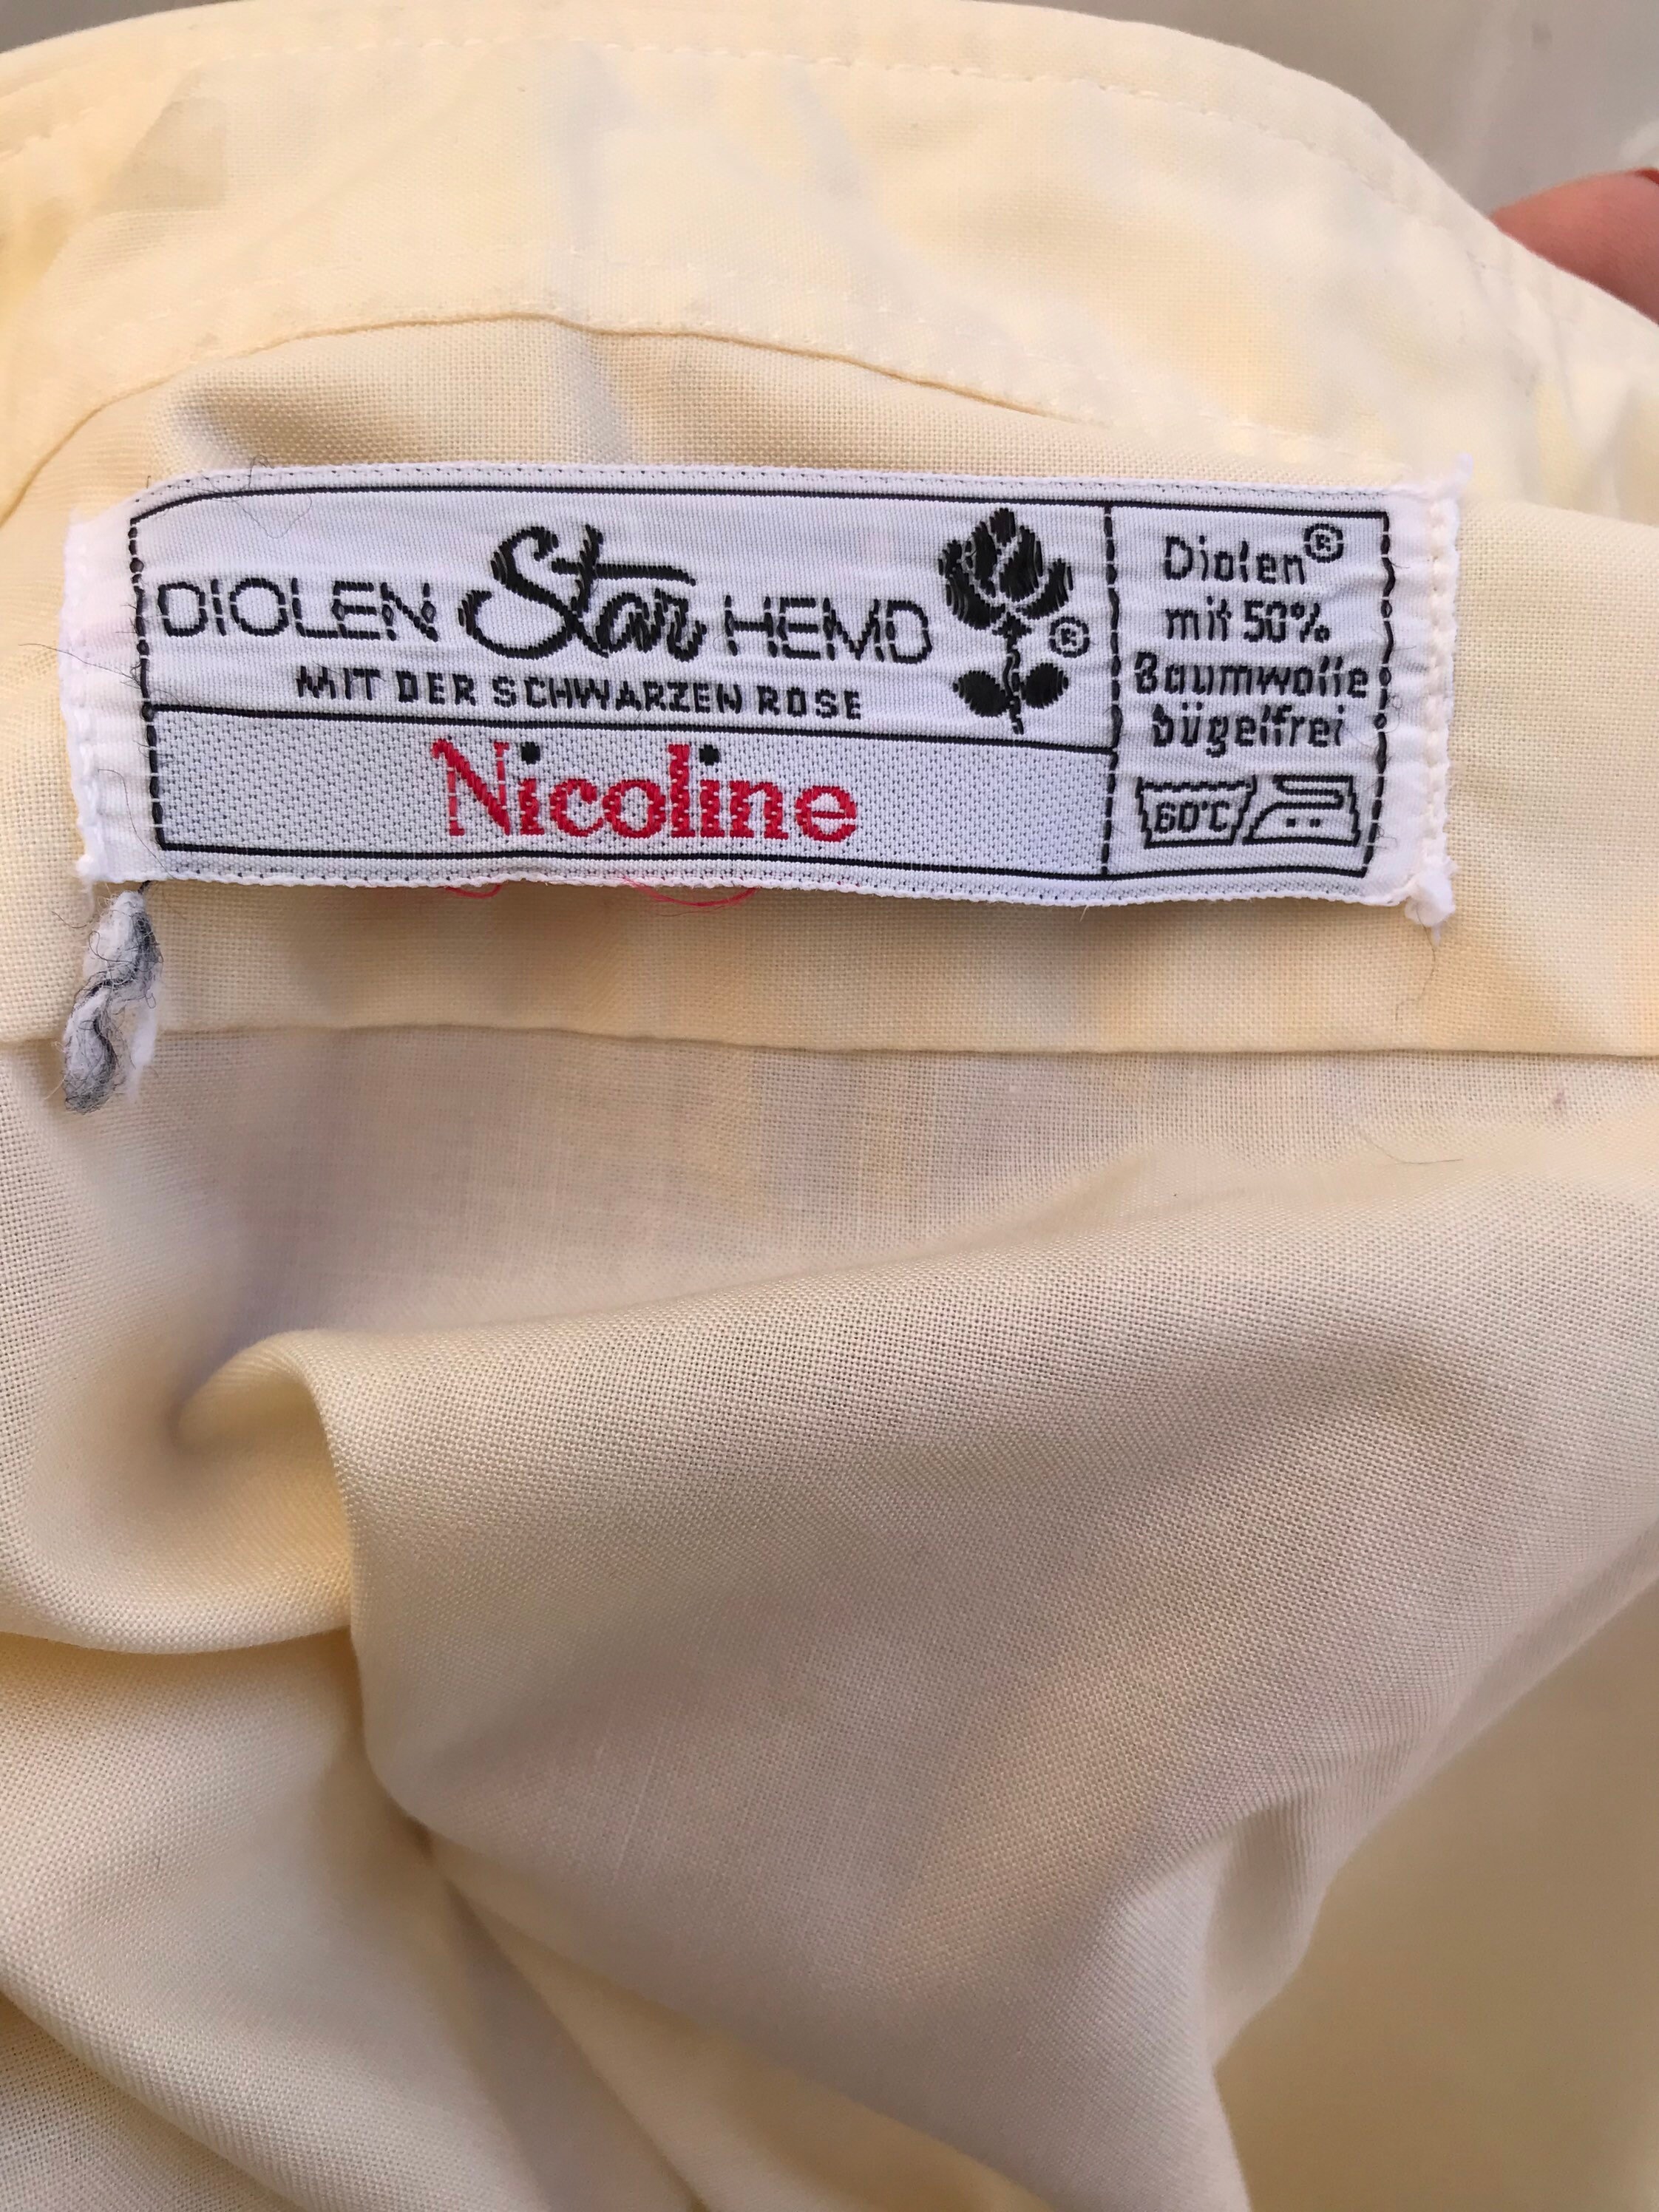 DIOLEN Star HEMD ®
MIT DER SCHWARZEN ROSE
Nicoline
Diolen®
mit 50%
Baumwolle
bügelfrei
60°C